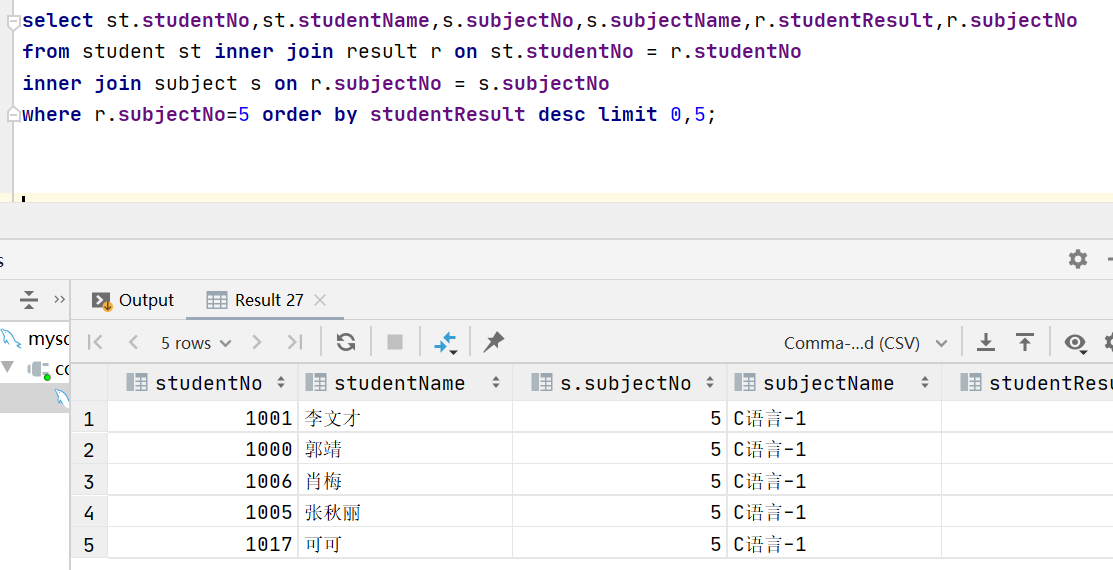 select st.studentNo,st.studentName,s.subjectNo,s.subjectName,r.studentResult,r.subjectNo
from student st inner join result r on st.studentNo = r.studentNo
inner join subject s on r.subjectNo = s.subjectNo
where r.subjectNo=5 order by studentResult desc limit 0,5;
s
Output Result 27
5 rows Comma-...d (CSV)
studentNo studentName s.subjectNo subjectName studentResu
1 1001 李文才 5 C语言-1
2 1000 郭靖 5 C语言-1
3 1006 肖梅 5 C语言-1
4 1005 张秋丽 5 C语言-1
5 1017 可可 5 C语言-1